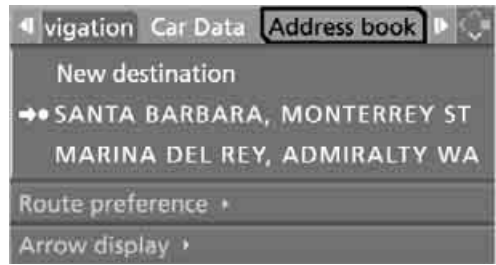 vigation Car Data Address book
New destination
SANTA BARBARA, MONTERREY ST
MARINA DEL REY, ADMIRALTY WA
Route preference
Arrow display